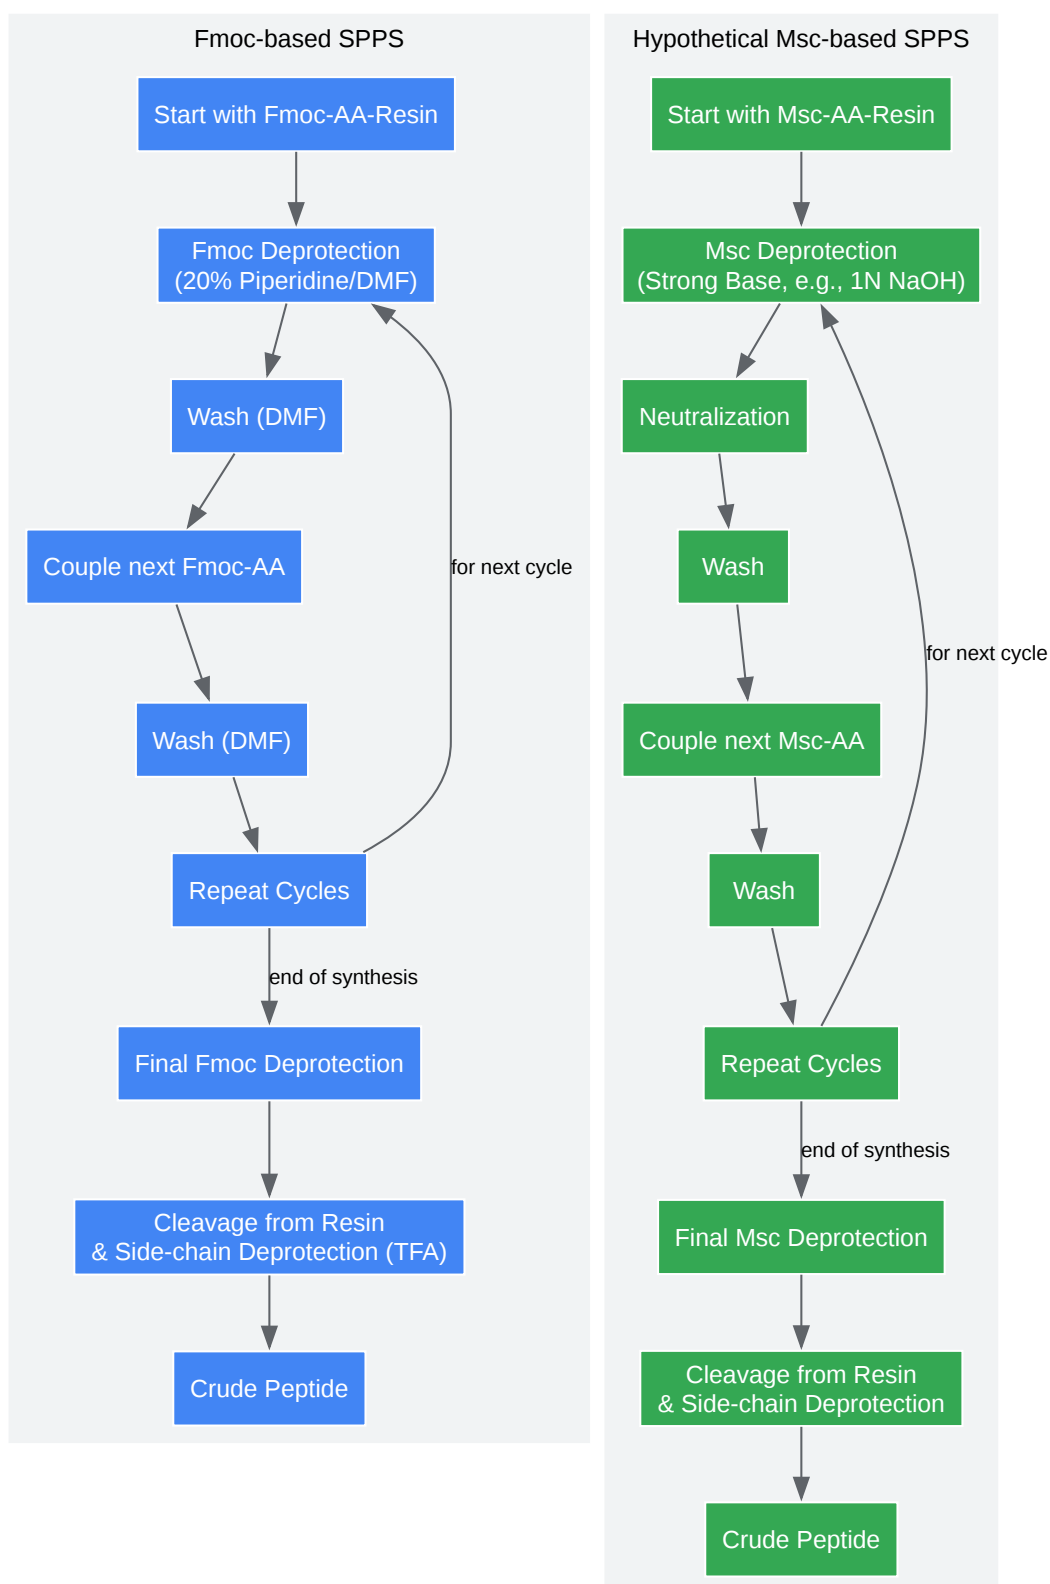 Fmoc-based SPPS
Start with Fmoc-AA-Resin
Fmoc Deprotection
(20% Piperidine/DMF)
Wash (DMF)
Couple next Fmoc-AA
for next cycle
Wash (DMF)
Repeat Cycles
end of synthesis
Final Fmoc Deprotection
Cleavage from Resin
& Side-chain Deprotection (TFA)
Crude Peptide
Hypothetical Msc-based SPPS
Start with Msc-AA-Resin
Msc Deprotection
(Strong Base, e.g., 1N NaOH)
Neutralization
Wash
for next cycle
Couple next Msc-AA
Wash
Repeat Cycles
end of synthesis
Final Msc Deprotection
Cleavage from Resin
& Side-chain Deprotection
Crude Peptide